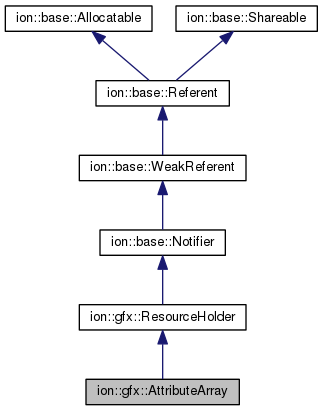 ion::base::Allocatable
ion::base::Shareable
ion::base::Referent
ion::base::WeakReferent
ion::base::Notifier
ion::gfx::ResourceHolder
ion::gfx::AttributeArray